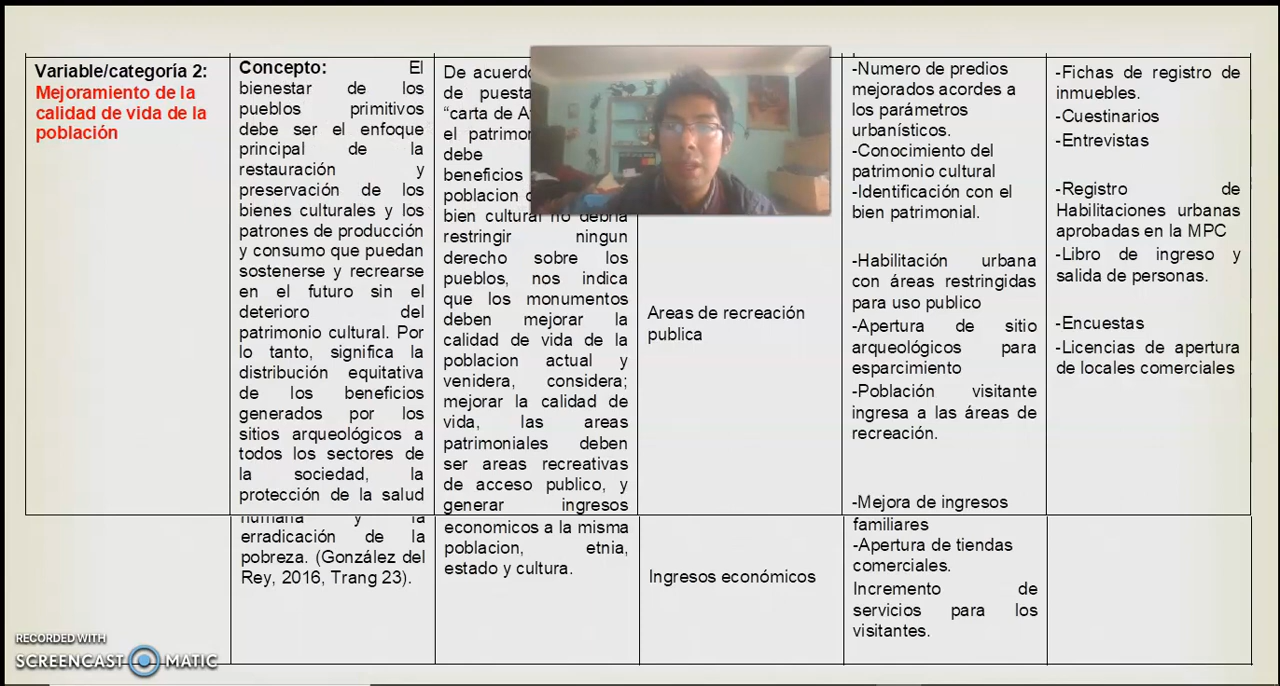 Variable/categoría 2:
Mejoramiento de la
calidad de vida de la
población
Concepto: El
bienestar de los
pueblos primitivos
debe ser el enfoque
principal de la
restauración y
preservación de los
bienes culturales y los
patrones de producción
y consumo que puedan
sostenerse y recrearse
en el futuro sin el
deterioro del
patrimonio cultural. Por
lo tanto, significa la
distribución equitativa
de los beneficios
generados por los
sitios arqueológicos a
todos los sectores de
la sociedad, la
protección de la salud
humana y la
erradicación de la
pobreza. (González del
Rey, 2016, Trang 23).
De acuerdo
de puesta
“carta de
el
debe
beneficios
poblacion
bien cultural no debria
restringir ningun
derecho sobre los
pueblos, nos indica
que los monumentos
deben mejorar la
calidad de vida de la
poblacion actual y
venidera, considera;
mejorar la calidad de
vida, las areas
patrimoniales deben
ser areas recreativas
de acceso publico, y
generar ingresos
economicos a la misma
poblacion, etnia,
estado y cultura.
Areas de recreación
publica
Ingresos económicos
-Numero de predios
mejorados acordes a
los parámetros
urbanísticos.
-Conocimiento del
patrimonio cultural
-Identificación con el
bien patrimonial.
-Habilitación urbana
con áreas restringidas
para uso publico
-Apertura de sitio
arqueológicos para
esparcimiento
-Población visitante
ingresa a las áreas de
recreación.
-Mejora de ingresos
familiares
-Apertura de tiendas
comerciales.
Incremento de
servicios para los
visitantes.
-Fichas de registro de
inmuebles.
-Cuestinarios
-Entrevistas
-Registro de
Habilitaciones urbanas
aprobadas en la MPC
-Libro de ingreso y
salida de personas.
-Encuestas
-Licencias de apertura
de locales comerciales
RECORDED WITH
SCREENCAST MATIC